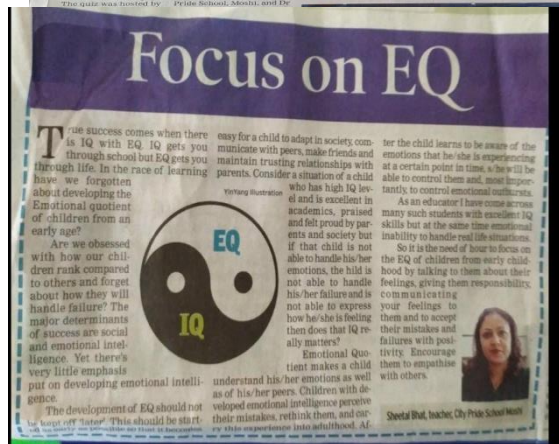 The quiz was hosted by Pride School, Moshi, and Dr
Focus on EQ
True success comes when there
is IQ with EQ. IQ gets you
through school but EQ gets you
through life. In the race of learning
have we forgotten
about developing the
Emotional quotient
of children from an
early age?
Are we obsessed
with how our chil-
dren rank compared
to others and forget
about how they will
handle failure? The
major determinants
of success are social
and emotional intel-
ligence. Yet there's
very little emphasis
put on developing emotional intelli-
gence.
The development of EQ should not
be kept off 'later'. This should be start-
easy for a child to adapt in society, com-
municate with peers, make friends and
maintain trusting relationships with
parents. Consider a situation of a child
YinYang Illustration
who has high IQ lev-
el and is excellent in
academics, praised
and felt proud by par-
ents and society but
if that child is not
able to handle his/her
emotions, the hild is
not able to handle
his/her failure and is
not able to express
how he/she is feeling
then does that IQ re-
ally matters?
Emotional Quo-
tient makes a child
understand his/her emotions as well
as of his/her peers. Children with de-
veloped emotional intelligence perceive
their mistakes, rethink them, and car-
ry this experience into adulthood. Af-
EQ
IQ
ter the child learns to be aware of the
emotions that he/she is experiencing
at a certain point in time, s/he will be
able to control them and, most impor-
tantly, to control emotional outbursts.
As an educator I have come across
many such students with excellent IQ
skills but at the same time emotional
inability to handle real life situations.
So it is the need of hour to focus on
the EQ of children from early child-
hood by talking to them about their
feelings, giving them responsibility,
communicating
your feelings to
them and to accept
their mistakes and
failures with posi-
tivity. Encourage
them to empathise
with others.
Sheetal Bhat, teacher, City Pride School Moshi